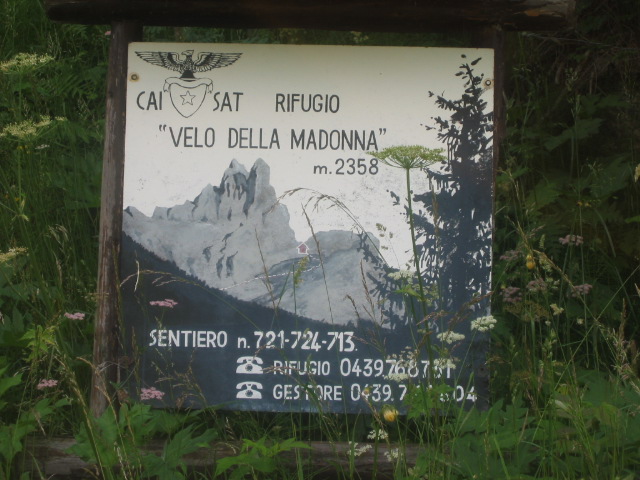 CAI SAT RIFUGIO
"VELO DELLA MADONNA"
m.2358
SENTIERO n. 721-724-713.
RIFUGIO
GESTORE